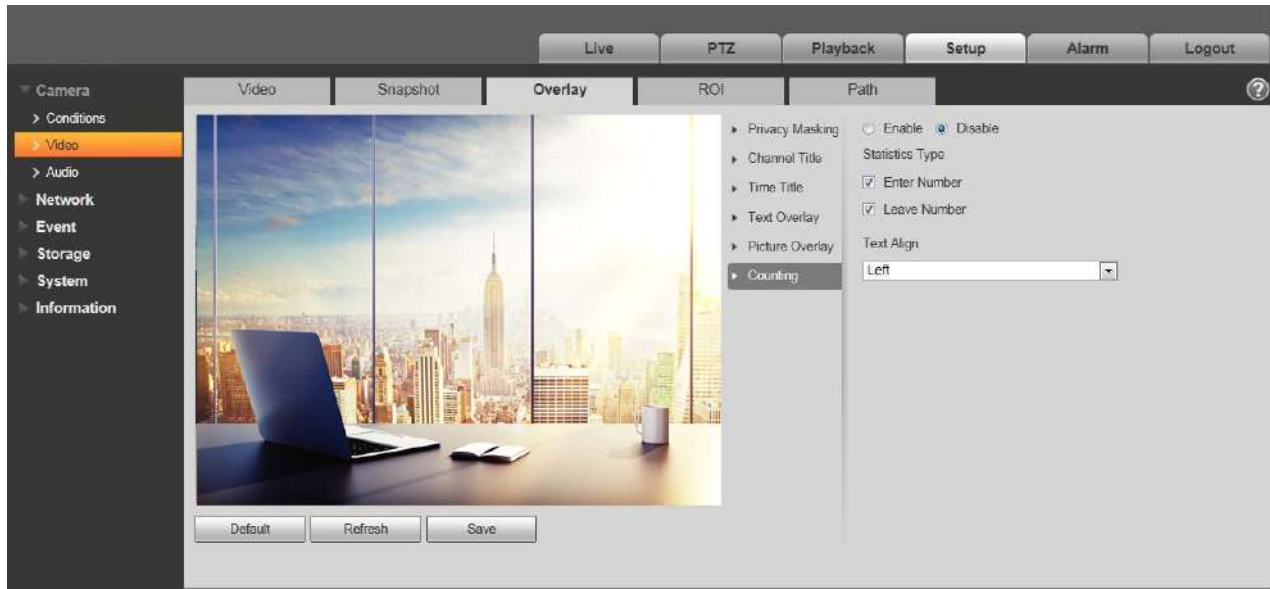 Live PTZ Playback Setup Alarm Logout
Camera
Conditions
Video
Audio
Network
Event
Storage
System
Information
Video Snapshot Overlay ROI Path ?
Privacy Masking
Channel Title
Time Title
Text Overlay
Picture Overlay
Counting
Enable Disable
Statistics Type
Enter Number
Leave Number
Text Align
Left
Default Refresh Save